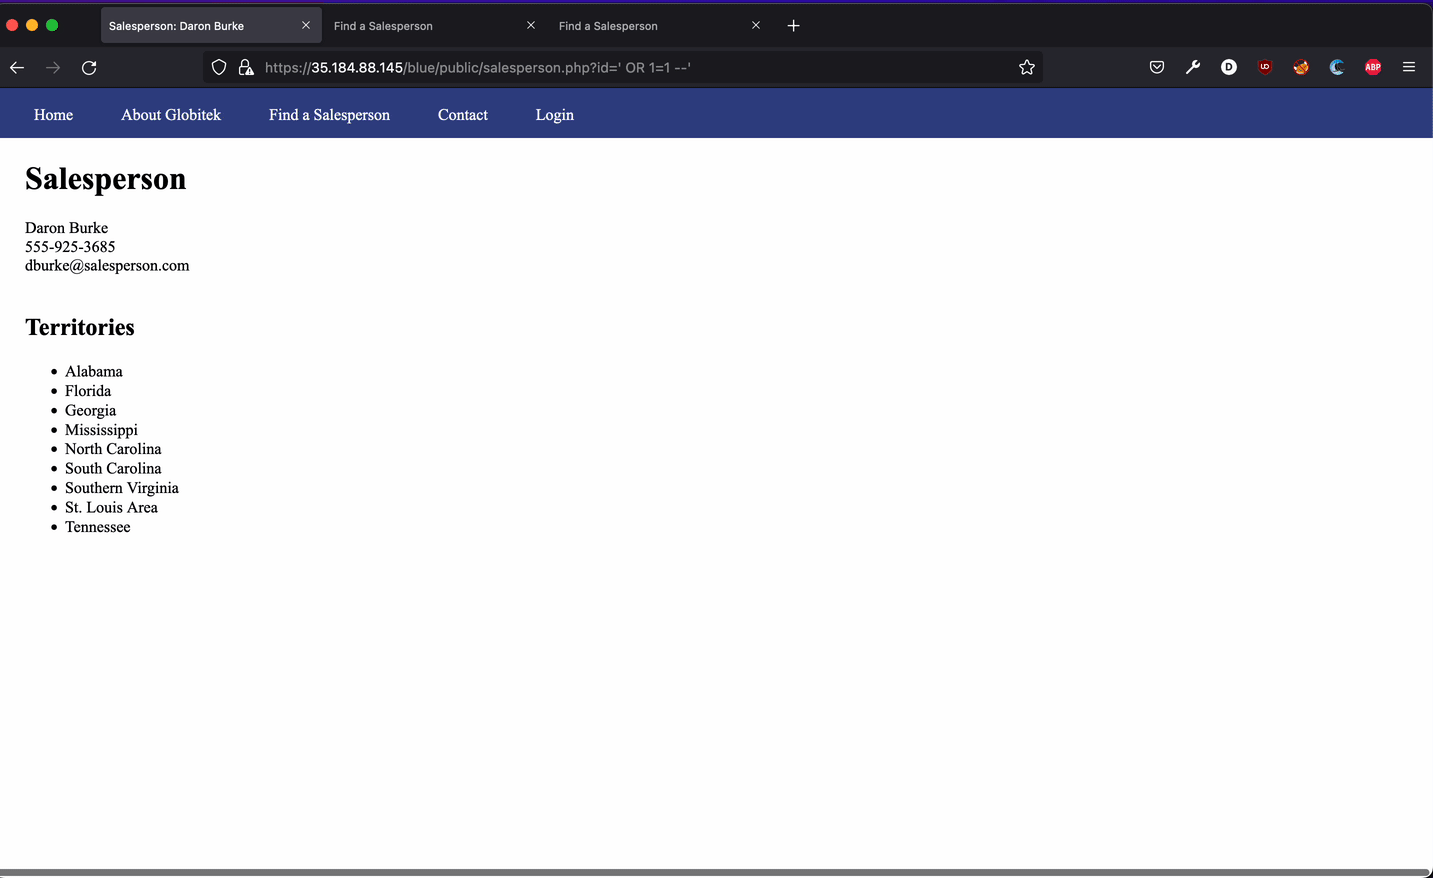 Salesperson: Daron Burke
Find a Salesperson
Find a Salesperson
https://35.184.88.145/blue/public/salesperson.php?id=' OR 1=1 --'
D
UO
ABP
Home About Globitek Find a Salesperson Contact Login
Salesperson
Daron Burke
555-925-3685
dburke@salesperson.com
Territories
Alabama
Florida
Georgia
Mississippi
North Carolina
South Carolina
Southern Virginia
St. Louis Area
Tennessee